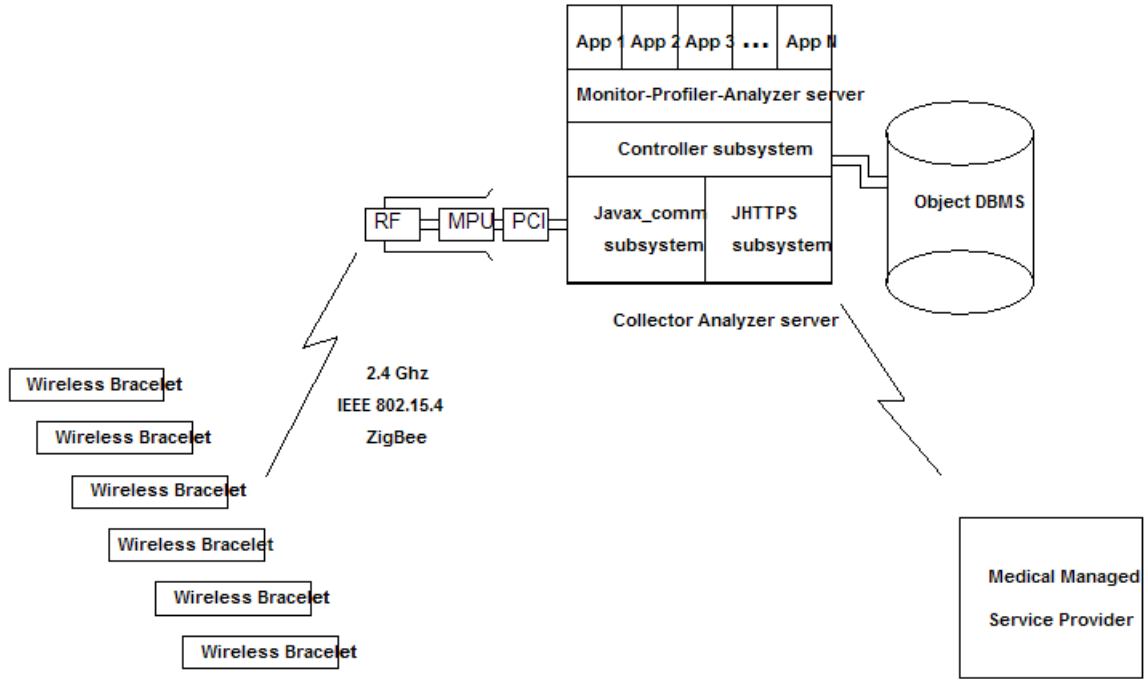 App 1 App 2 App 3 ... App N
Monitor-Profiler-Analyzer server
Controller subsystem
Object DBMS
RF MPU PCI
Javax_comm
subsystem
JHTTPS
subsystem
Collector Analyzer server
2.4 Ghz
IEEE 802.15.4
ZigBee
Wireless Bracelet
Wireless Bracelet
Wireless Bracelet
Wireless Bracelet
Wireless Bracelet
Wireless Bracelet
Medical Managed
Service Provider